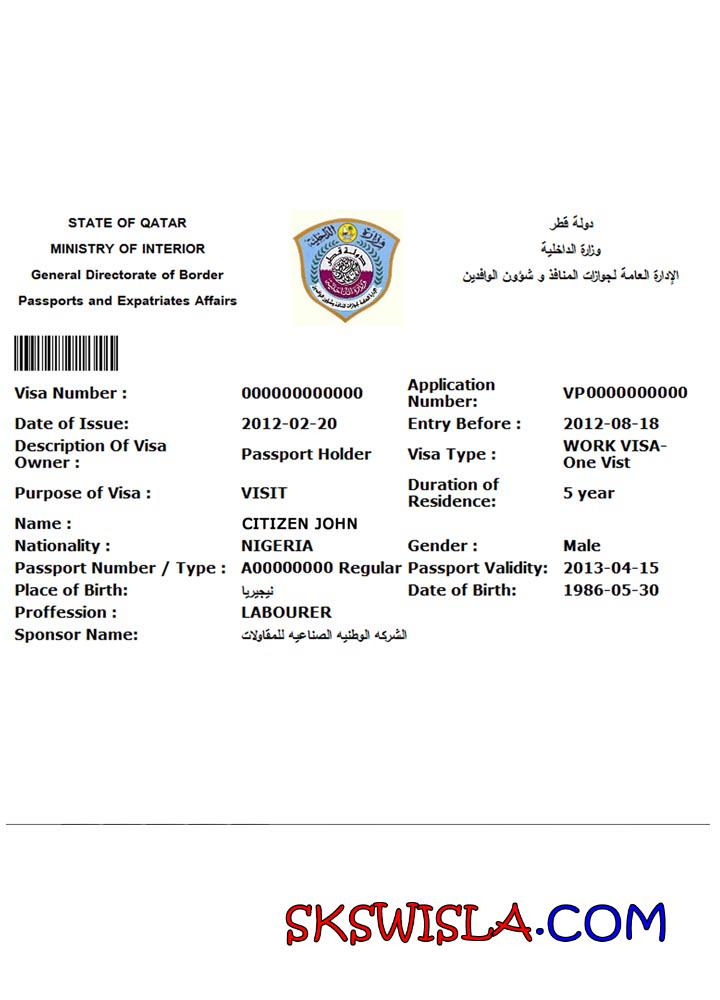 STATE OF QATAR
MINISTRY OF INTERIOR
General Directorate of Border
Passports and Expatriates Affairs
وزارة الداخلية
دولة قطر
دولة قطر
وزارة الداخلية
الإدارة العامة لجوازات المنافذ و شؤون الوافدين
Visa Number : 000000000000 Application Number: VP0000000000
Date of Issue: 2012-02-20 Entry Before : 2012-08-18
Description Of Visa Owner : Passport Holder Visa Type : WORK VISA- One Vist
Purpose of Visa : VISIT Duration of Residence: 5 year
Name : CITIZEN JOHN
Nationality : NIGERIA Gender : Male
Passport Number / Type : A00000000 Regular Passport Validity: 2013-04-15
Place of Birth: نيجيريا Date of Birth: 1986-05-30
Proffession : LABOURER
Sponsor Name: الشركه الوطنيه الصناعيه للمقاولات
SKSWISLA.COM